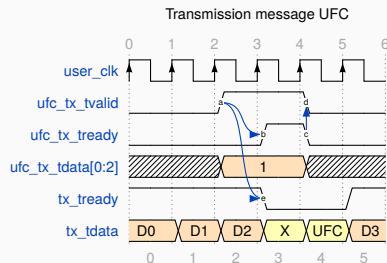 Transmission message UFC
0 1 2 3 4 5 6
user_clk
ufc_tx_tvalid a d
ufc_tx_tready b c
ufc_tx_tdata[0:2] 1
tx_tready e
tx_tdata D0 D1 D2 X UFC D3
0 1 2 3 4 5